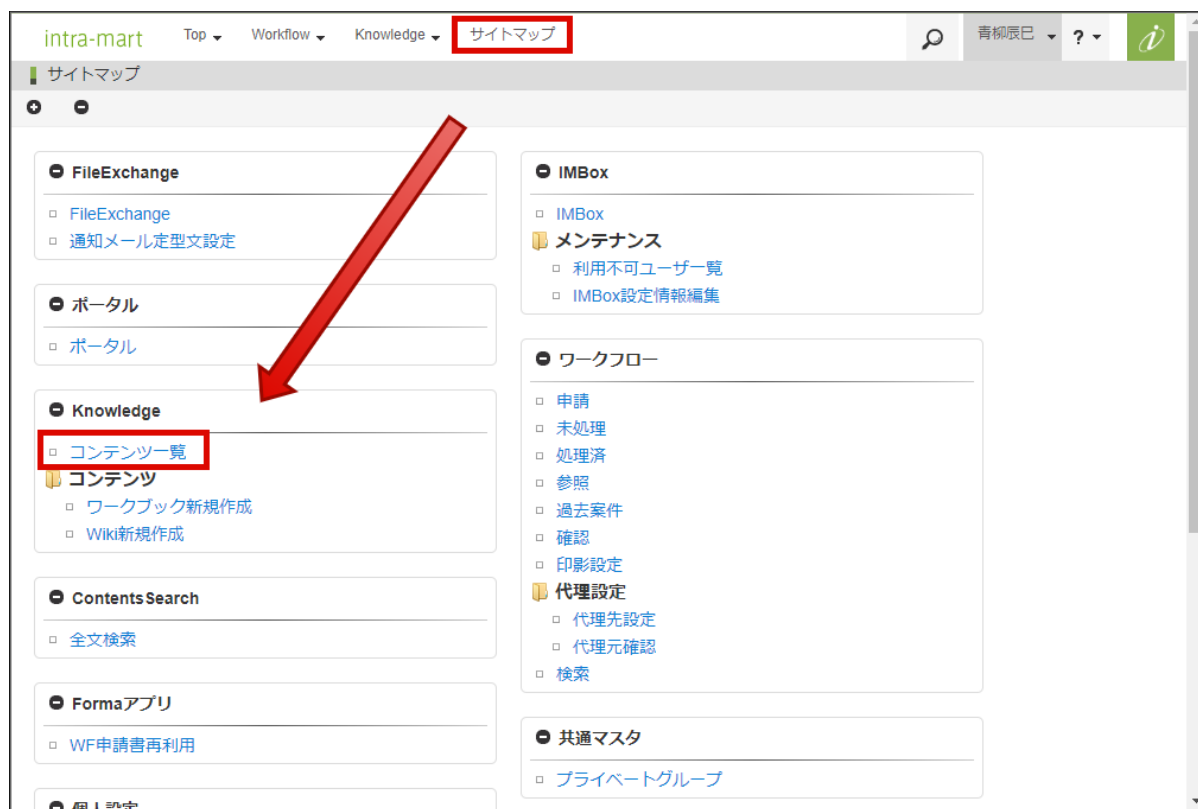 intra-mart Top Workflow Knowledge サイトマップ 青柳辰巳 ?
サイトマップ
FileExchange
FileExchange
通知メール定型文設定
ポータル
ポータル
Knowledge
コンテンツ一覧
コンテンツ
ワークブック新規作成
Wiki新規作成
ContentsSearch
全文検索
Formaアプリ
WF申請書再利用
個人設定
IMBox
IMBox
メンテナンス
利用不可ユーザ一覧
IMBox設定情報編集
ワークフロー
申請
未処理
処理済
参照
過去案件
確認
印影設定
代理設定
代理先設定
代理元確認
検索
共通マスタ
プライベートグループ